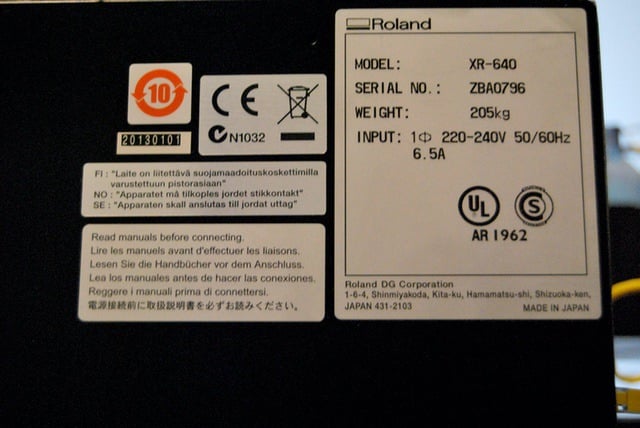 Roland
MODEL: XR-640
SERIAL NO.: ZBA0796
WEIGHT: 205kg
INPUT: 1Φ 220-240V 50/60Hz
6.5A
UL
S
AR 1962
Roland DG Corporation
1-6-4, Shinmiyakoda, Kita-ku, Hamamatsu-shi, Shizuoka-ken,
JAPAN 431-2103 MADE IN JAPAN
10
20130101
CE
N1032
FI : "Laite on liitettävä suojamaadoituskoskettimilla
varustettuun pistorasiaan"
NO : "Apparatet må tilkoples jordet stikkontakt"
SE : "Apparaten skall anslutas till jordat uttag"
Read manuals before connecting.
Lire les manuels avant d'effectuer les liaisons.
Lesen Sie die Handbücher vor dem Anschluss.
Lea los manuales antes de hacer las conexiones.
Reggere i manuali prima di connettersi.
電源接続前に取扱説明書を必ずお読みください。